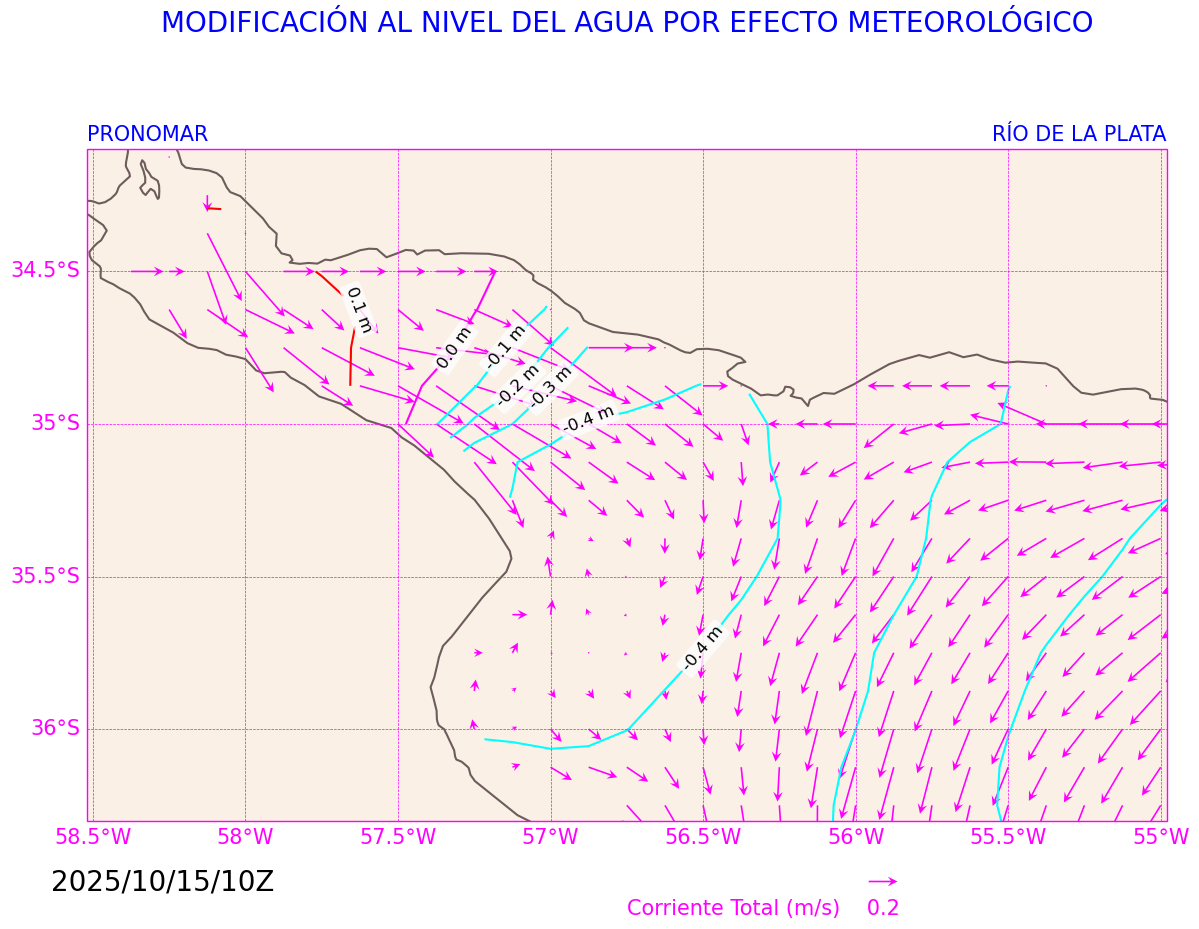 MODIFICACIÓN AL NIVEL DEL AGUA POR EFECTO METEOROLÓGICO
PRONOMAR
RÍO DE LA PLATA
34.5°S
35°S
35.5°S
36°S
0.1 m
0.0 m
-0.1 m
-0.2 m
-0.3 m
-0.4 m
-0.4 m
58.5°W
58°W
57.5°W
57°W
56.5°W
56°W
55.5°W
55°W
2025/10/15/10Z
Corriente Total (m/s) 0.2